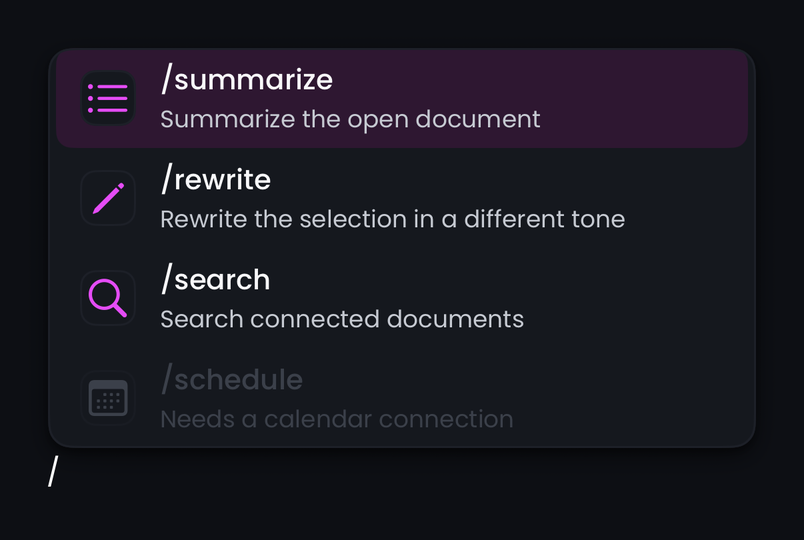 /summarize
Summarize the open document
/rewrite
Rewrite the selection in a different tone
/search
Search connected documents
/schedule
Needs a calendar connection
/